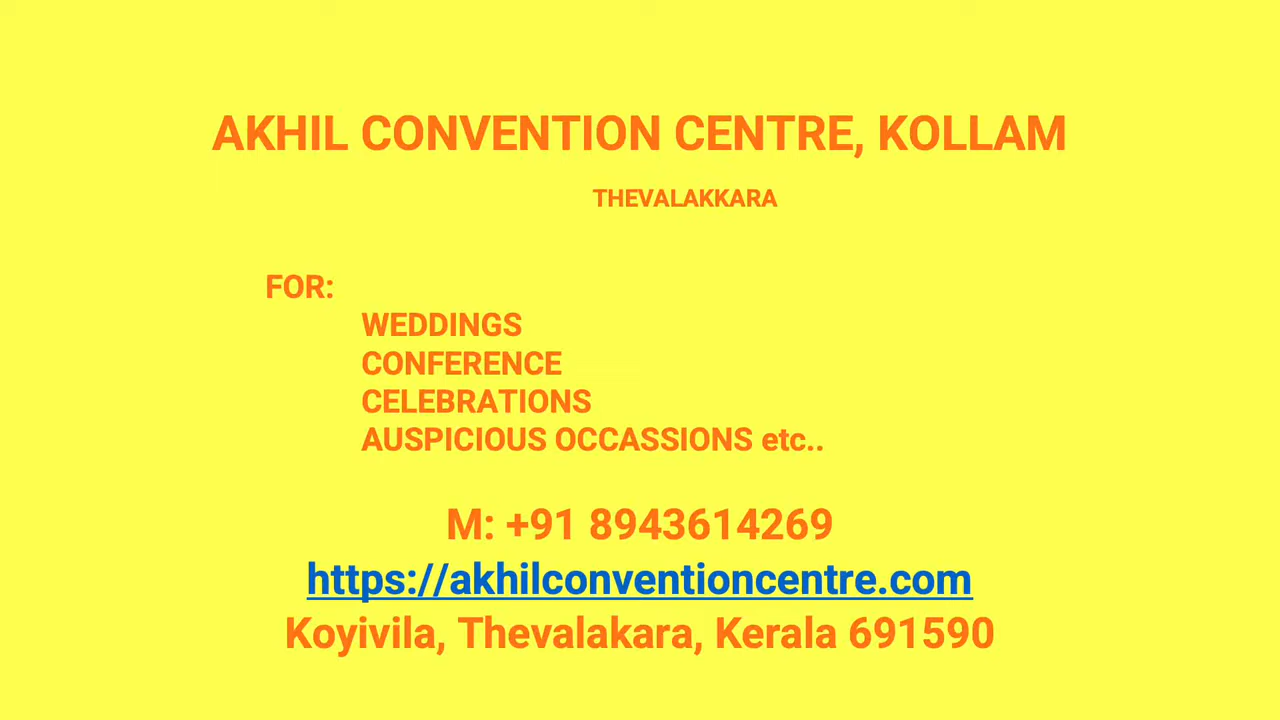 AKHIL CONVENTION CENTRE, KOLLAM
THEVALAKKARA
FOR:
WEDDINGS
CONFERENCE
CELEBRATIONS
AUSPICIOUS OCCASSIONS etc..
M: +91 8943614269
https://akhilconventioncentre.com
Koyivila, Thevalakara, Kerala 691590